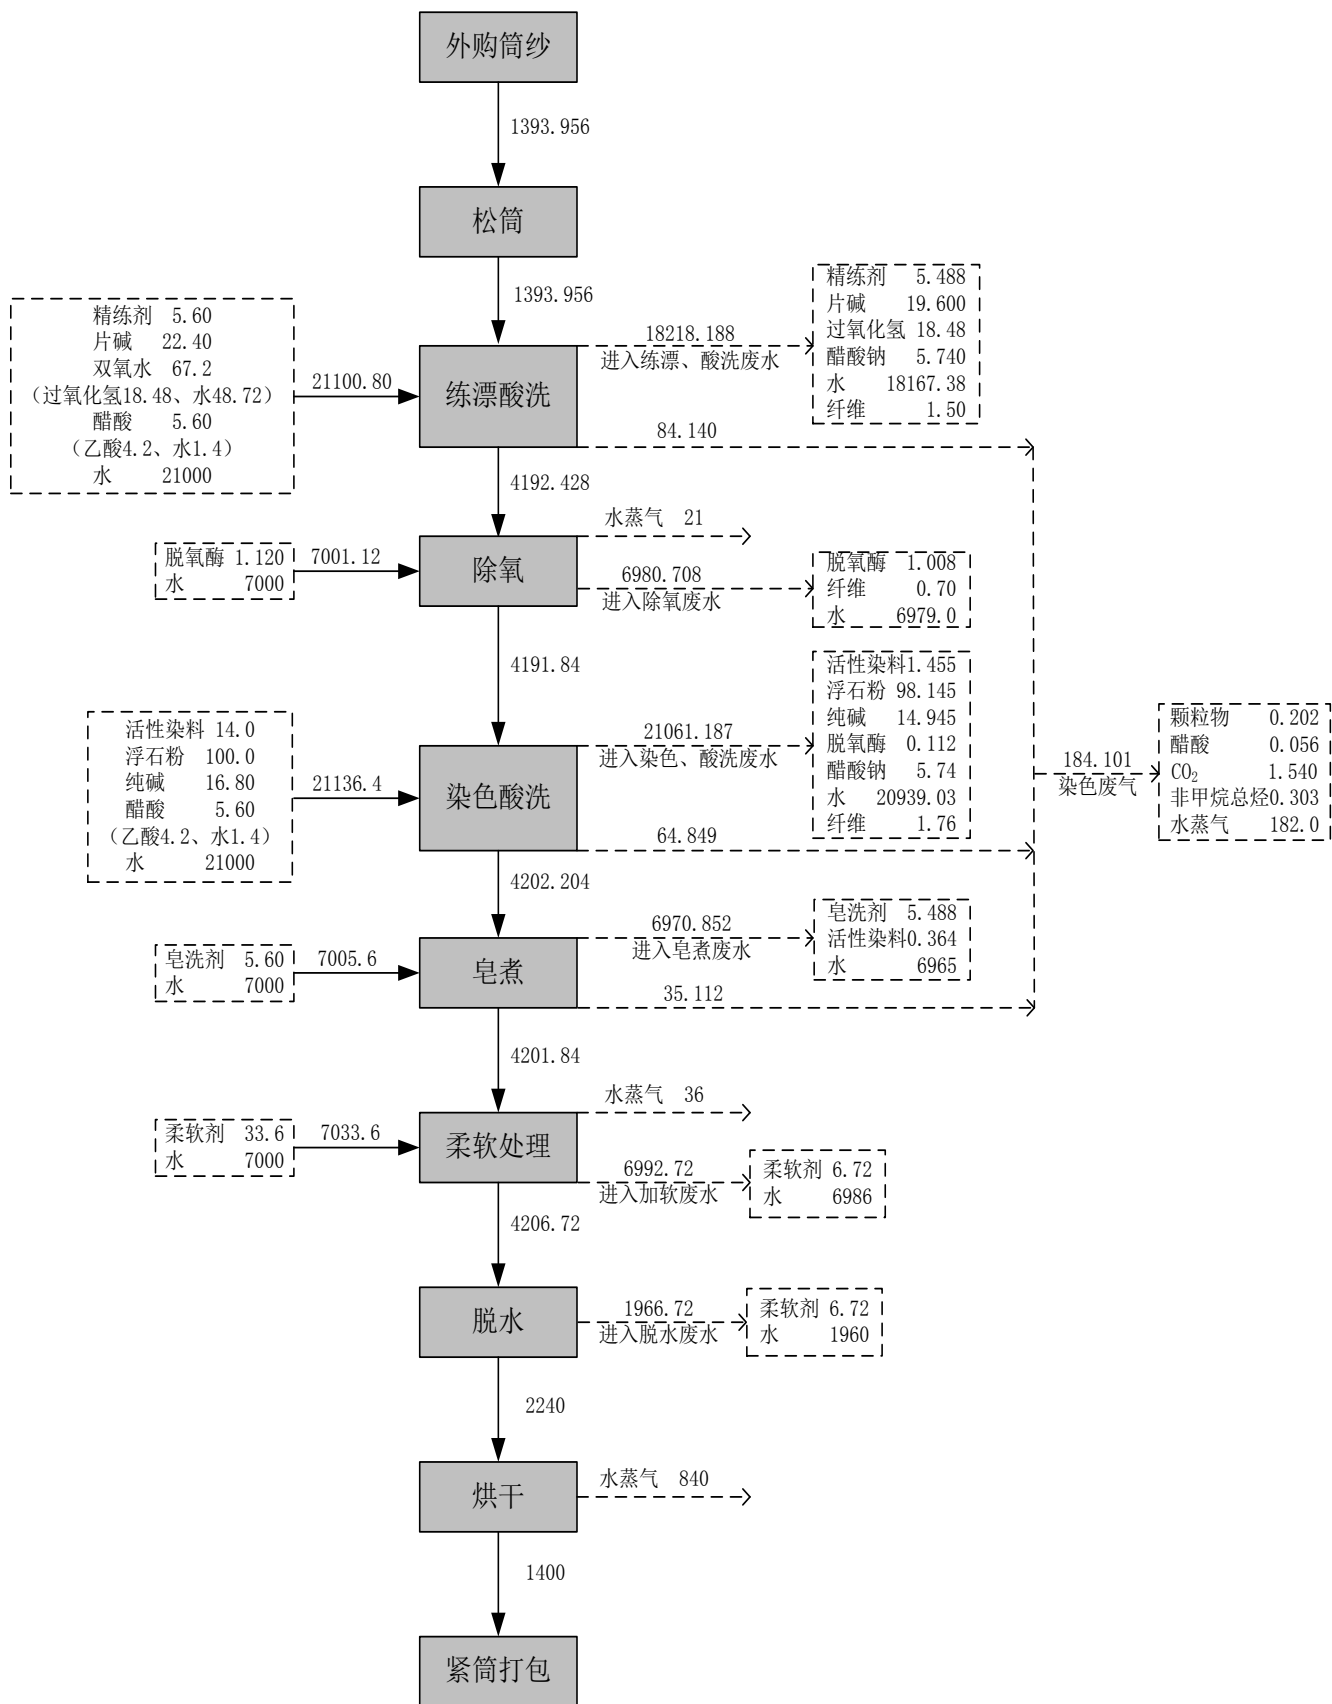 外购筒纱
1393.956
松筒
1393.956
精练剂 5.60
片碱 22.40
双氧水 67.2
（过氧化氢18.48、水48.72）
醋酸 5.60
（乙酸4.2、水1.4）
水 21000
21100.80
练漂酸洗
18218.188
进入练漂、酸洗废水
精练剂 5.488
片碱 19.600
过氧化氢 18.48
醋酸钠 5.740
水 18167.38
纤维 1.50
84.140
4192.428
脱氧酶 1.120
水 7000
7001.12
除氧
水蒸气 21
6980.708
进入除氧废水
脱氧酶 1.008
纤维 0.70
水 6979.0
4191.84
活性染料 14.0
浮石粉 100.0
纯碱 16.80
醋酸 5.60
（乙酸4.2、水1.4）
水 21000
21136.4
染色酸洗
21061.187
进入染色、酸洗废水
活性染料1.455
浮石粉 98.145
纯碱 14.945
脱氧酶 0.112
醋酸钠 5.74
水 20939.03
纤维 1.76
64.849
184.101
染色废气
颗粒物 0.202
醋酸 0.056
CO₂ 1.540
非甲烷总烃0.303
水蒸气 182.0
4202.204
皂洗剂 5.60
水 7000
7005.6
皂煮
6970.852
进入皂煮废水
皂洗剂 5.488
活性染料0.364
水 6965
35.112
4201.84
柔软剂 33.6
水 7000
7033.6
柔软处理
水蒸气 36
6992.72
进入加软废水
柔软剂 6.72
水 6986
4206.72
脱水
1966.72
进入脱水废水
柔软剂 6.72
水 1960
2240
烘干
水蒸气 840
1400
紧筒打包